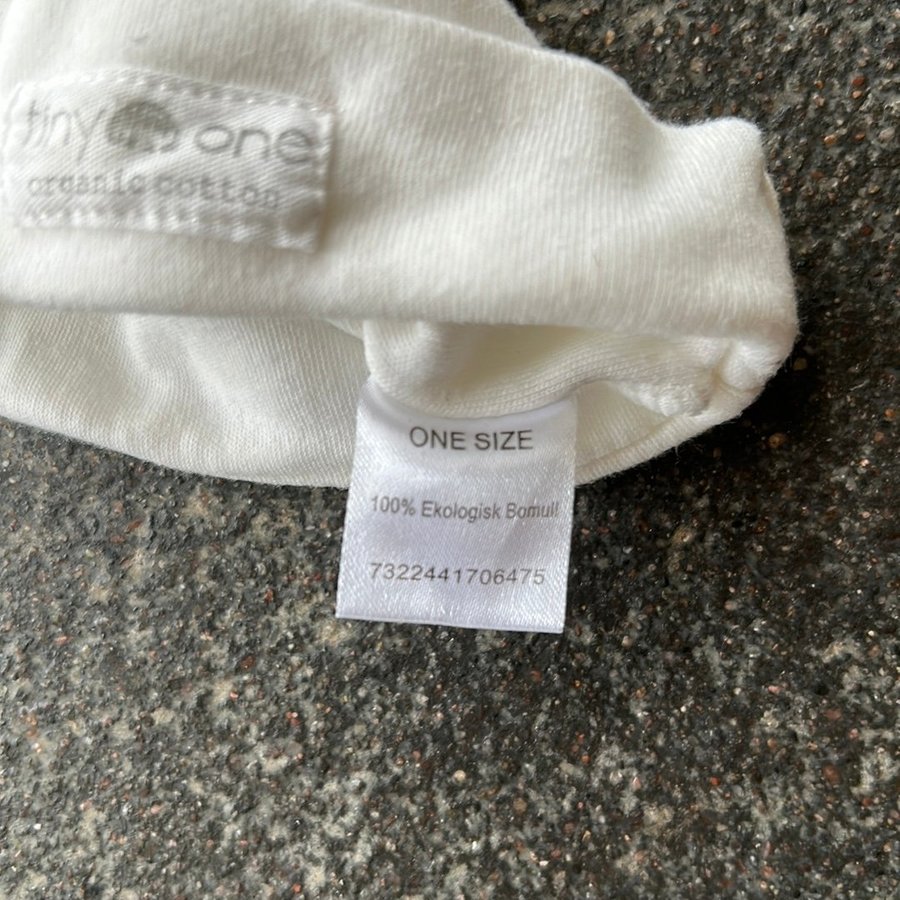 tiny one
organic cotton
ONE SIZE
100% Ekologisk Bomull
7322441706475